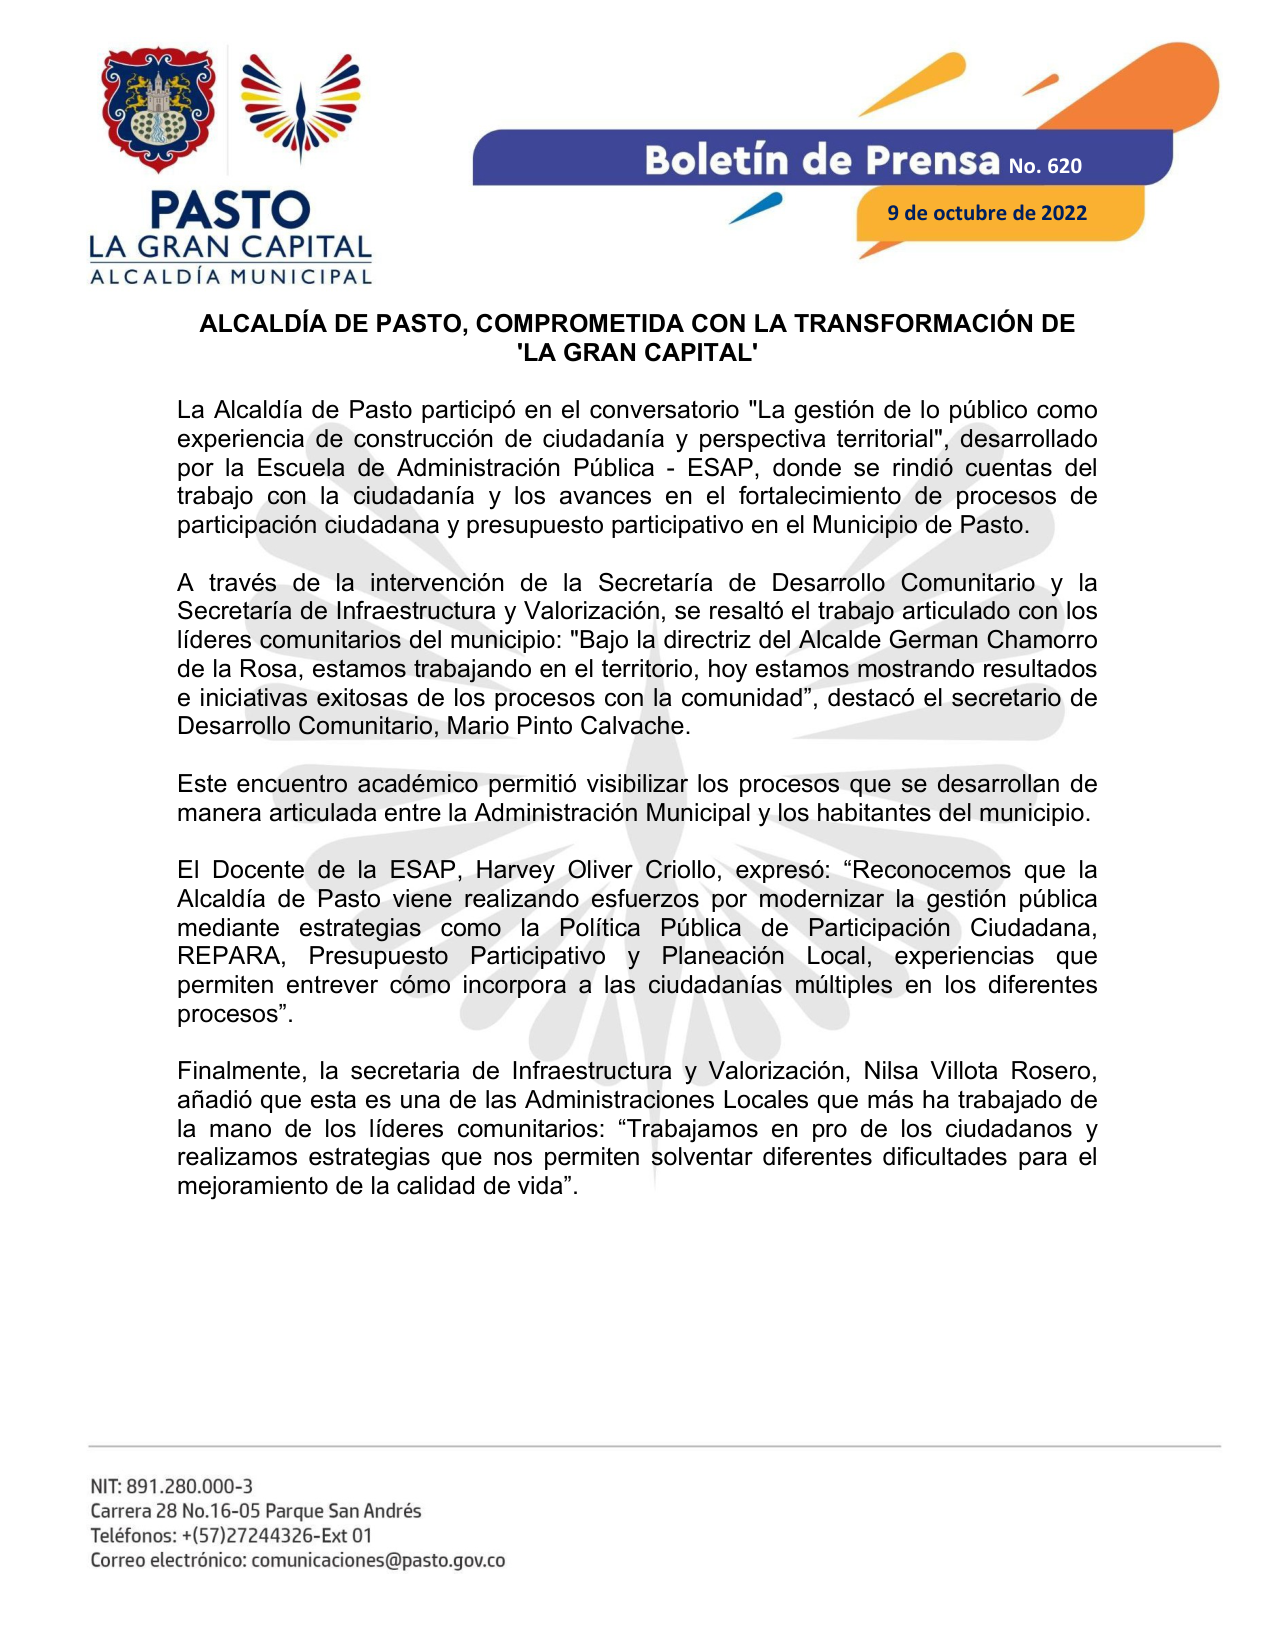 PASTO
LA GRAN CAPITAL
ALCALDÍA MUNICIPAL
Boletín de Prensa No. 620
9 de octubre de 2022
ALCALDÍA DE PASTO, COMPROMETIDA CON LA TRANSFORMACIÓN DE
'LA GRAN CAPITAL'
La Alcaldía de Pasto participó en el conversatorio "La gestión de lo público como
experiencia de construcción de ciudadanía y perspectiva territorial", desarrollado
por la Escuela de Administración Pública - ESAP, donde se rindió cuentas del
trabajo con la ciudadanía y los avances en el fortalecimiento de procesos de
participación ciudadana y presupuesto participativo en el Municipio de Pasto.
A través de la intervención de la Secretaría de Desarrollo Comunitario y la
Secretaría de Infraestructura y Valorización, se resaltó el trabajo articulado con los
líderes comunitarios del municipio: "Bajo la directriz del Alcalde German Chamorro
de la Rosa, estamos trabajando en el territorio, hoy estamos mostrando resultados
e iniciativas exitosas de los procesos con la comunidad”, destacó el secretario de
Desarrollo Comunitario, Mario Pinto Calvache.
Este encuentro académico permitió visibilizar los procesos que se desarrollan de
manera articulada entre la Administración Municipal y los habitantes del municipio.
El Docente de la ESAP, Harvey Oliver Criollo, expresó: “Reconocemos que la
Alcaldía de Pasto viene realizando esfuerzos por modernizar la gestión pública
mediante estrategias como la Política Pública de Participación Ciudadana,
REPARA, Presupuesto Participativo y Planeación Local, experiencias que
permiten entrever cómo incorpora a las ciudadanías múltiples en los diferentes
procesos”.
Finalmente, la secretaria de Infraestructura y Valorización, Nilsa Villota Rosero,
añadió que esta es una de las Administraciones Locales que más ha trabajado de
la mano de los líderes comunitarios: “Trabajamos en pro de los ciudadanos y
realizamos estrategias que nos permiten solventar diferentes dificultades para el
mejoramiento de la calidad de vida”.
NIT: 891.280.000-3
Carrera 28 No.16-05 Parque San Andrés
Teléfonos: +(57)27244326-Ext 01
Correo electrónico: comunicaciones@pasto.gov.co